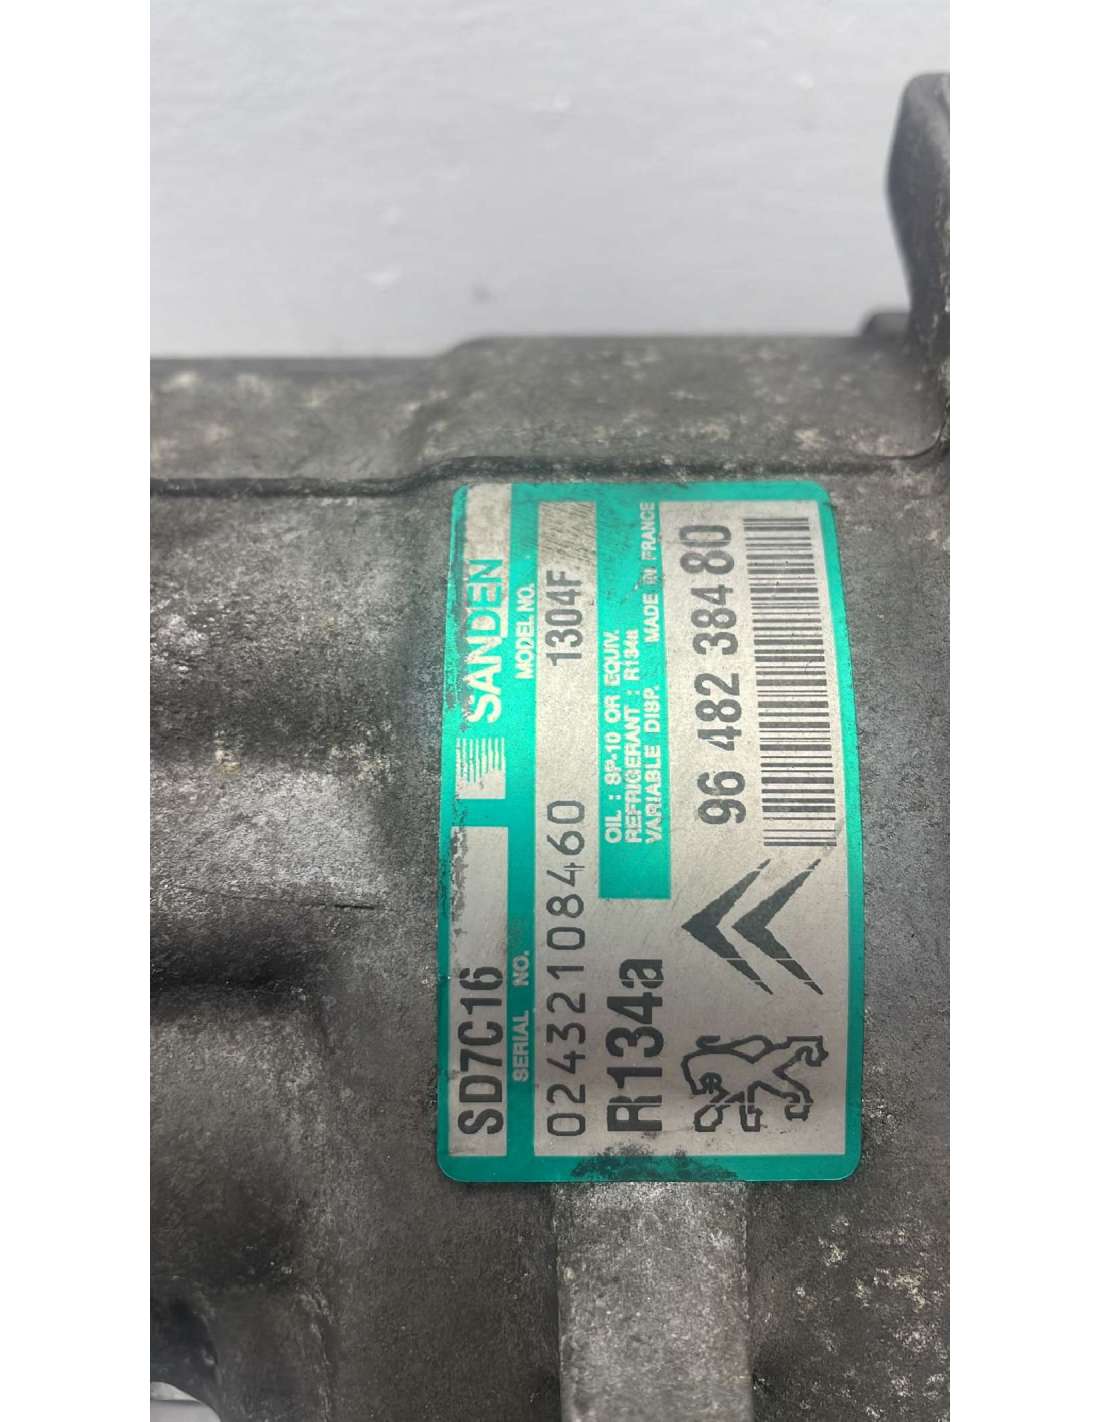 SD7C16 SANDEN
SERIAL NO. MODEL NO.
02432108460 1304F
R134a
OIL : SP-10 OR EQUIV.
REFRIGERANT : R134a
VARIABLE DISP. MADE IN FRANCE
96 482 384 80